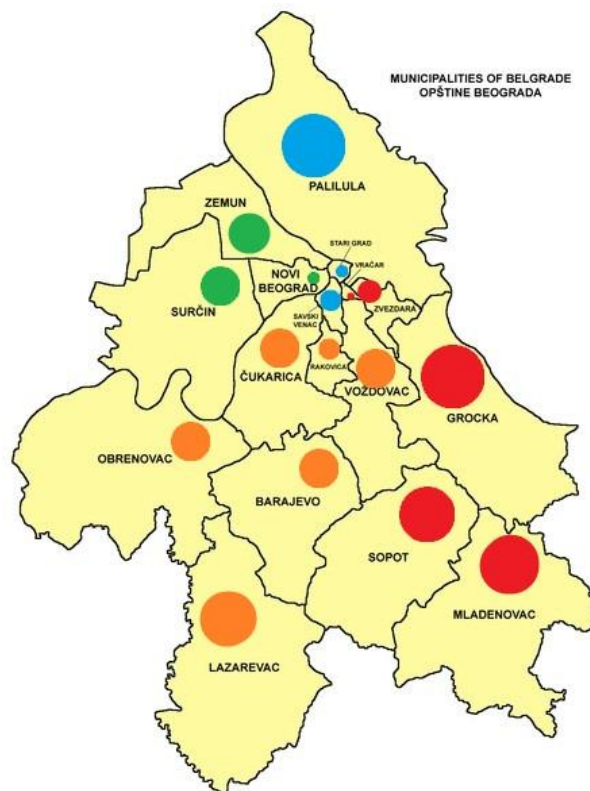 MUNICIPALITIES OF BELGRADE
OPŠTINE BEOGRADA
PALILULA
ZEMUN
STARI GRAD
VRAČAR
NOVI
BEOGRAD
SURČIN
SAVSKI
VENAC
ZVEZDARA
ČUKARICA
RAKOVICA
VOŽDOVAC
GROCKA
OBRENOVAC
BARAJEVO
SOPOT
MLADENOVAC
LAZAREVAC